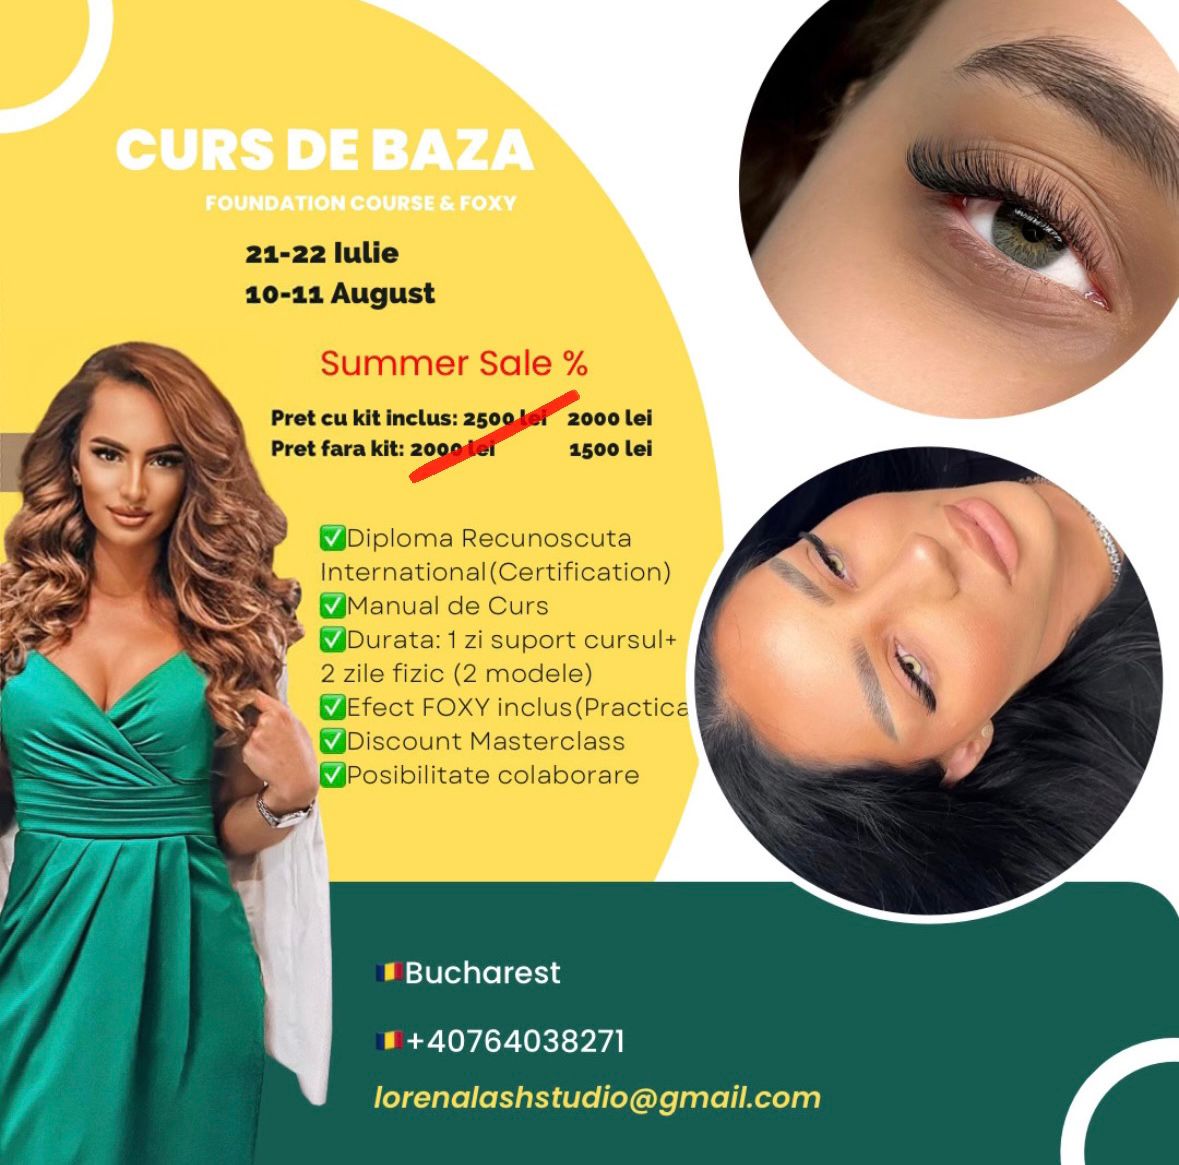 CURS DE BAZA
FOUNDATION COURSE & FOXY
21-22 Iulie
10-11 August
Summer Sale %
Pret cu kit inclus: 2500 lei 2000 lei
Pret fara kit: 2000 lei 1500 lei
✅Diploma Recunoscuta
International(Certification)
✅Manual de Curs
✅Durata: 1 zi suport cursul+
2 zile fizic (2 modele)
✅Efect FOXY inclus(Practica
✅Discount Masterclass
✅Posibilitate colaborare
🇷🇴Bucharest
🇷🇴+40764038271
lorenalashstudio@gmail.com